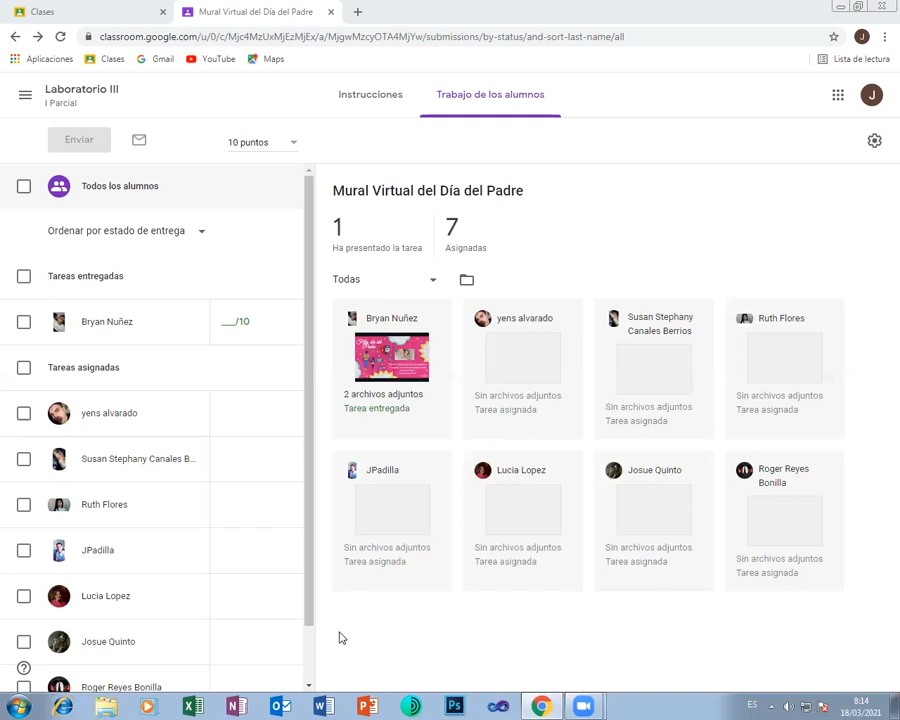 Clases
Mural Virtual del Día del Padre
classroom.google.com/u/0/c/Mjc4MzUxMjEzMjEx/a/MjgwMzcyOTA4MjYw/submissions/by-status/and-sort-last-name/all
J
Aplicaciones
Clases
Gmail
YouTube
Maps
Lista de lectura
Laboratorio III
I Parcial
Instrucciones
Trabajo de los alumnos
J
Enviar
10 puntos
Todos los alumnos
Ordenar por estado de entrega
Tareas entregadas
Bryan Nuñez
___/10
Tareas asignadas
yens alvarado
Susan Stephany Canales B...
Ruth Flores
JPadilla
Lucia Lopez
Josue Quinto
Roger Reyes Bonilla
Mural Virtual del Día del Padre
1
Ha presentado la tarea
7
Asignadas
Todas
Bryan Nuñez
2 archivos adjuntos
Tarea entregada
yens alvarado
Sin archivos adjuntos
Tarea asignada
Susan Stephany
Canales Berrios
Sin archivos adjuntos
Tarea asignada
Ruth Flores
Sin archivos adjuntos
Tarea asignada
JPadilla
Sin archivos adjuntos
Tarea asignada
Lucia Lopez
Sin archivos adjuntos
Tarea asignada
Josue Quinto
Sin archivos adjuntos
Tarea asignada
Roger Reyes
Bonilla
Sin archivos adjuntos
Tarea asignada
ES
8:14
18/03/2021